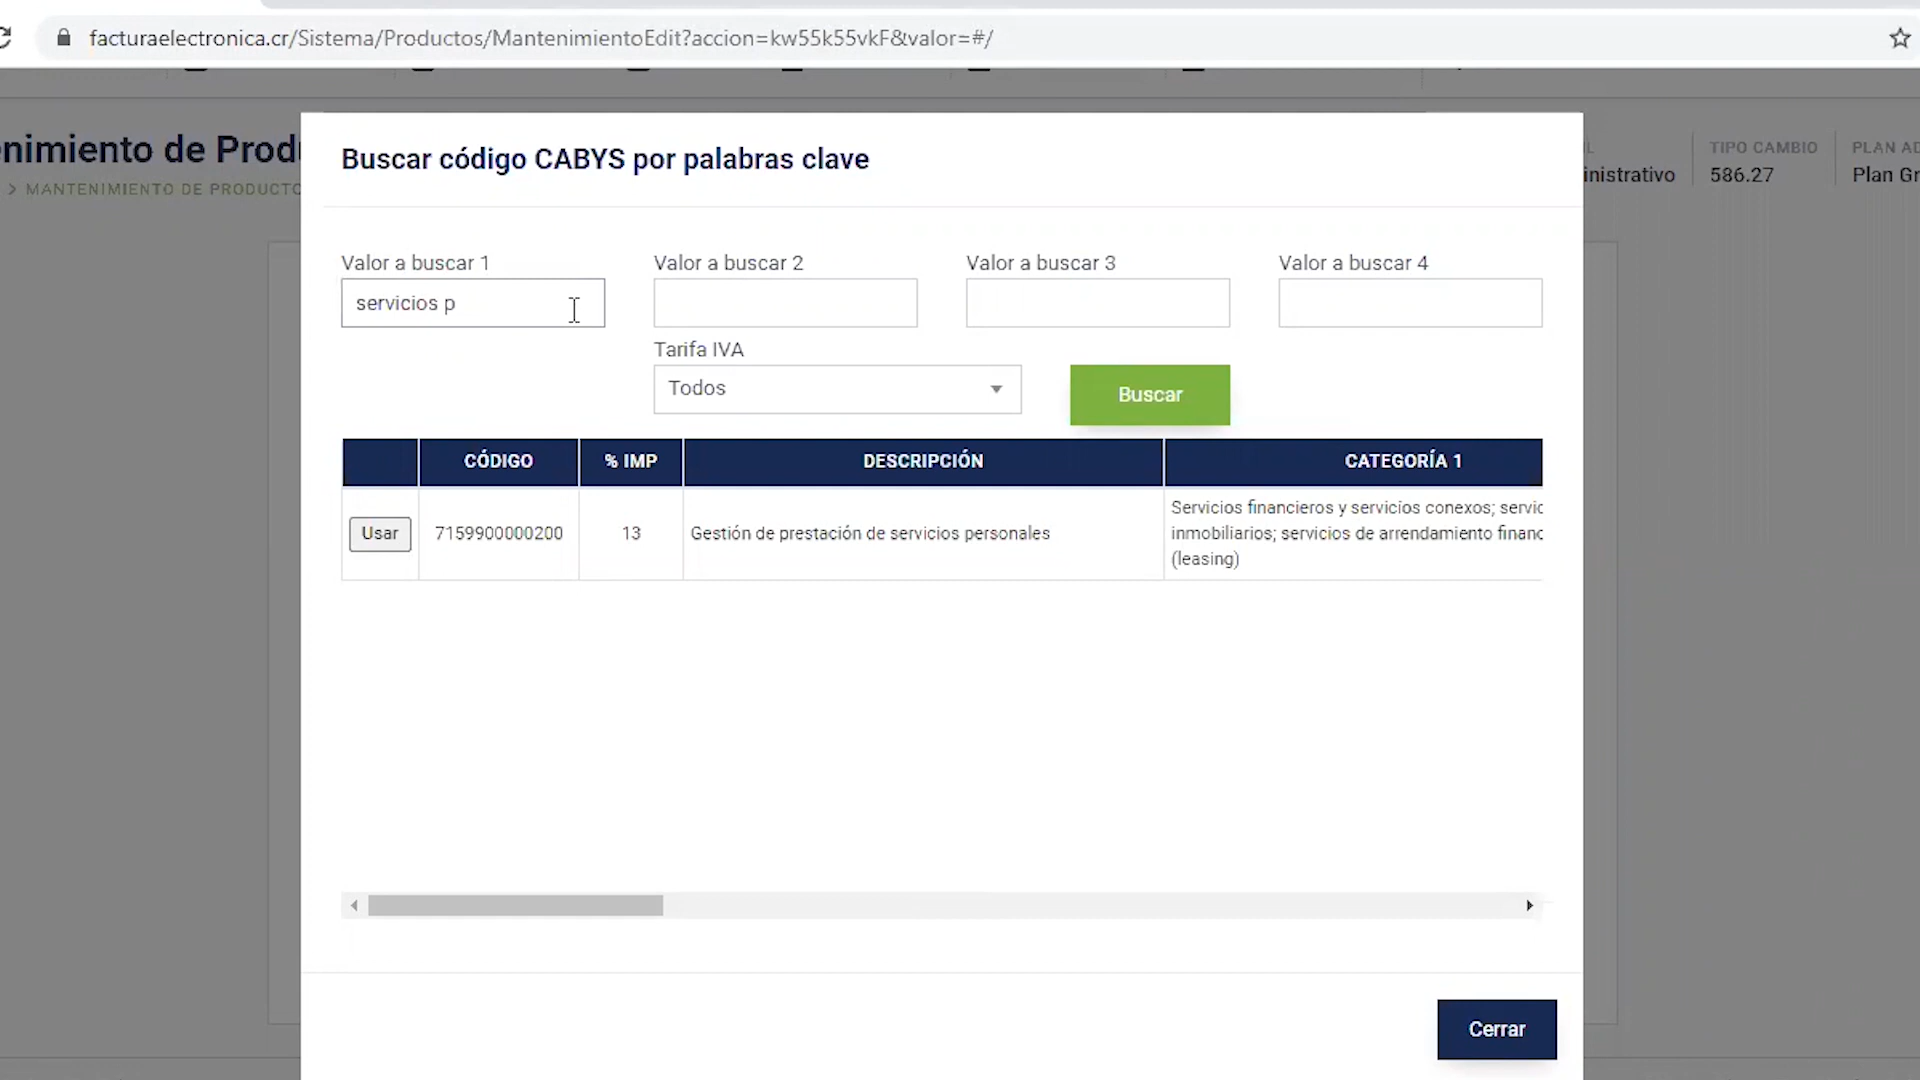 facturaelectronica.cr/Sistema/Productos/MantenimientoEdit?accion=kw55k55vkF&valor=#/
nimiento de Prod
> MANTENIMIENTO DE PRODUCTO
inistrativo
TIPO CAMBIO
586.27
PLAN AD
Plan Gr
Buscar código CABYS por palabras clave
Valor a buscar 1
Valor a buscar 2
Valor a buscar 3
Valor a buscar 4
servicios p
Tarifa IVA
Todos
Buscar
CÓDIGO
% IMP
DESCRIPCIÓN
CATEGORÍA 1
Usar
7159900000200
13
Gestión de prestación de servicios personales
Servicios financieros y servicios conexos; servic
inmobiliarios; servicios de arrendamiento financ
(leasing)
Cerrar